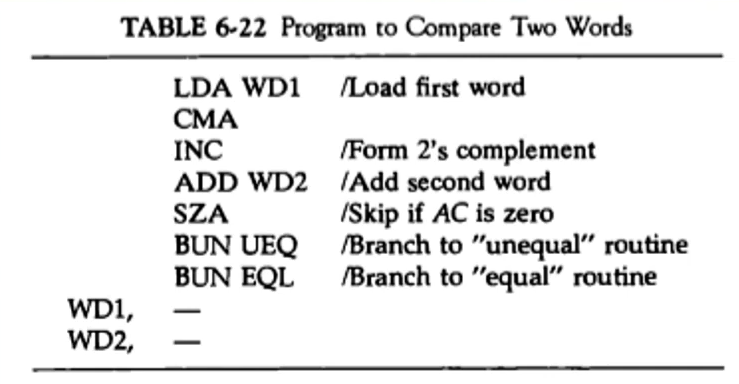 TABLE 6-22 Program to Compare Two Words
LDA WD1 /Load first word
CMA
INC /Form 2's complement
ADD WD2 /Add second word
SZA /Skip if AC is zero
BUN UEQ /Branch to "unequal" routine
BUN EQL /Branch to "equal" routine
WD1, —
WD2, —